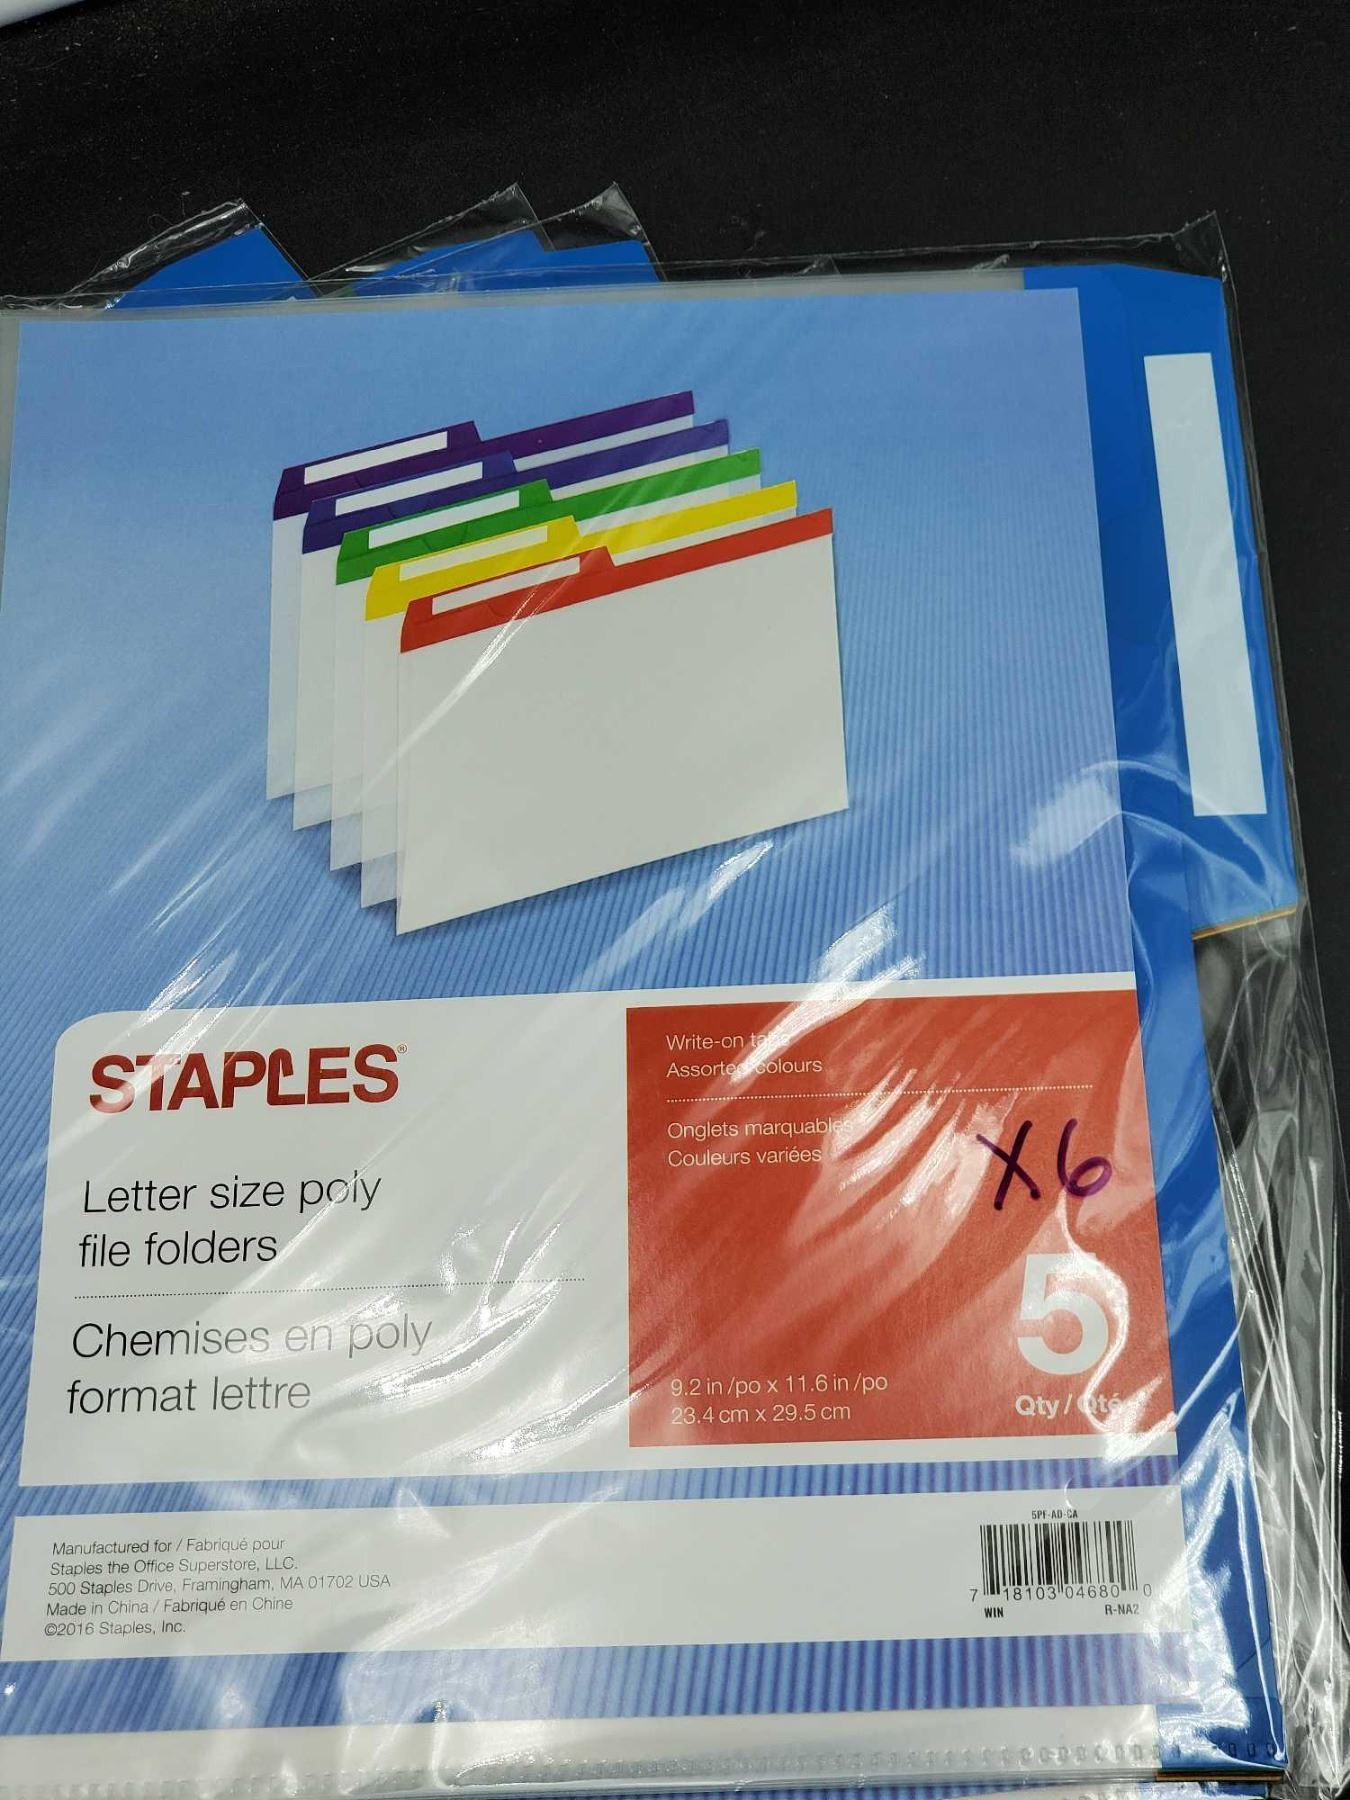 STAPLES®
Letter size poly
file folders
Chemises en poly
format lettre
Write-on tabs
Assorted colours
Onglets marquables
Couleurs variées
X6
5
Qty / Qté
9.2 in /po x 11.6 in /po
23.4 cm x 29.5 cm
Manufactured for / Fabriqué pour
Staples the Office Superstore, LLC.
500 Staples Drive, Framingham, MA 01702 USA
Made in China / Fabriqué en Chine
©2016 Staples, Inc.
5PF-AD-CA
7 18103 04680 0
WIN R-NA2